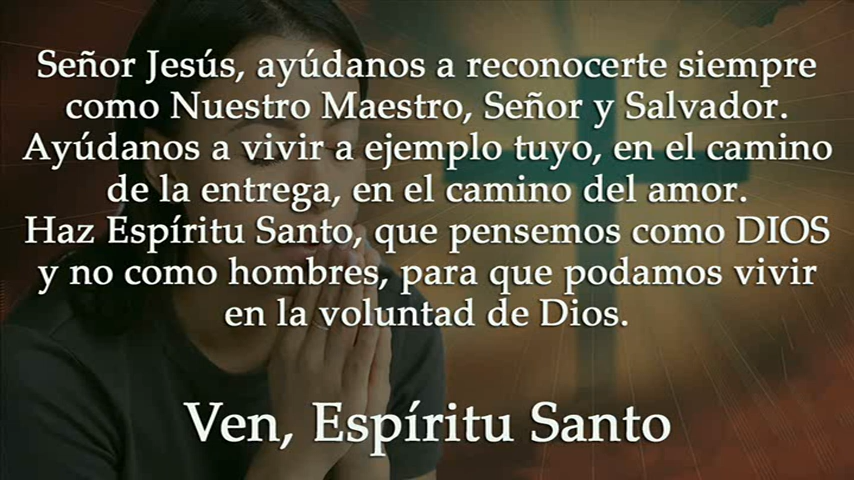 Señor Jesús, ayúdanos a reconocerte siempre
como Nuestro Maestro, Señor y Salvador.
Ayúdanos a vivir a ejemplo tuyo, en el camino
de la entrega, en el camino del amor.
Haz Espíritu Santo, que pensemos como DIOS
y no como hombres, para que podamos vivir
en la voluntad de Dios.
Ven, Espíritu Santo